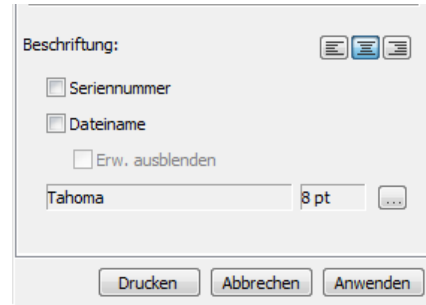 Beschriftung:
Seriennummer
Dateiname
Erw. ausblenden
Tahoma 8 pt ...
Drucken Abbrechen Anwenden